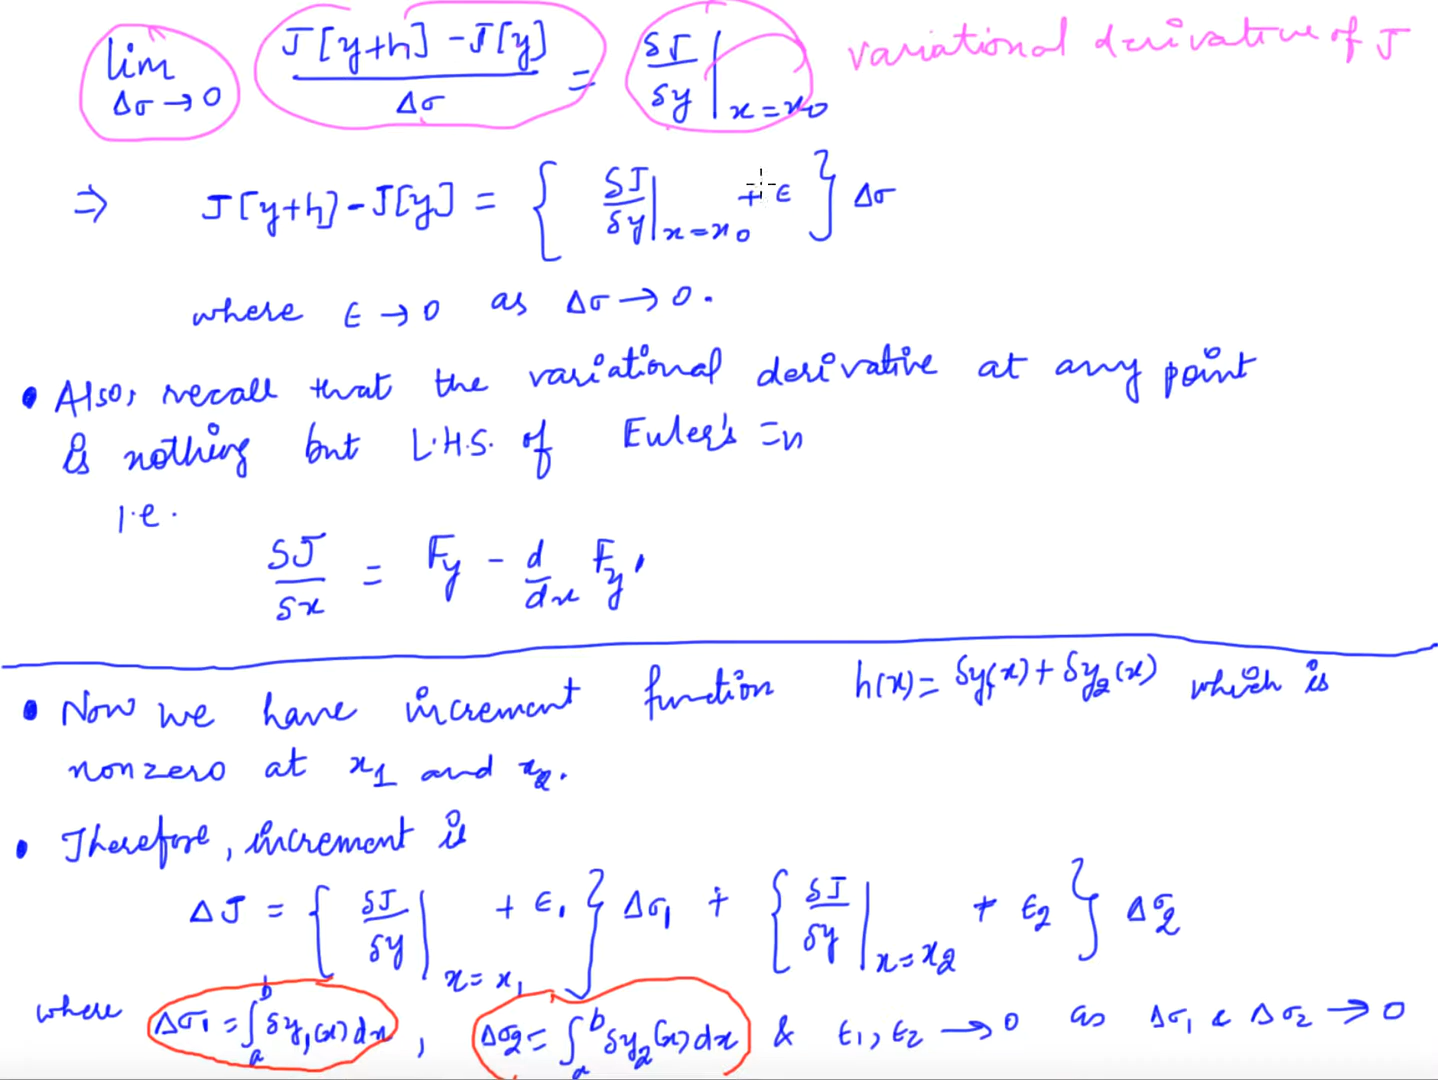 lim Δσ→0 J[y+h] - J[y] / Δσ = δJ/δy | x=x0 variational derivative of J
⇒ J[y+h] - J[y] = { δJ/δy | x=x0 + ϵ } Δσ
where ϵ → 0 as Δσ → 0.
• Also, recall that the variational derivative at any point
is nothing but L.H.S. of Euler's =n
i.e.
δJ/δx = Fy - d/dx Fy'
• Now we have increment function h(x) = δy1(x) + δy2(x) which is
nonzero at x1 and x2.
• Therefore, increment is
ΔJ = { δJ/δy | x=x1 + ϵ1 } Δσ1 + { δJ/δy | x=x2 + ϵ2 } Δσ2
where Δσ1 = ∫_a^b δy1(x) dx , Δσ2 = ∫_a^b δy2(x) dx & ϵ1, ϵ2 → 0 as Δσ1 & Δσ2 → 0